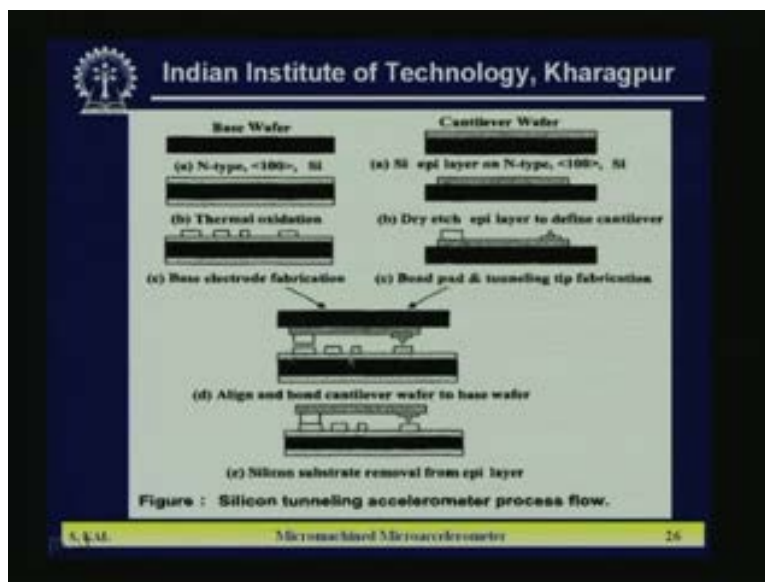 Indian Institute of Technology, Kharagpur
Base Wafer
Cantilever Wafer
(a) N-type, <100>, Si
(a) Si epi layer on N-type, <100>, Si
(b) Thermal oxidation
(b) Dry etch epi layer to define cantilever
(c) Base electrode fabrication
(c) Bond pad & tunneling tip fabrication
(d) Align and bond cantilever wafer to base wafer
(e) Silicon substrate removal from epi layer
Figure : Silicon tunneling accelerometer process flow.
S. KAL
Micromachined Microaccelerometer
26